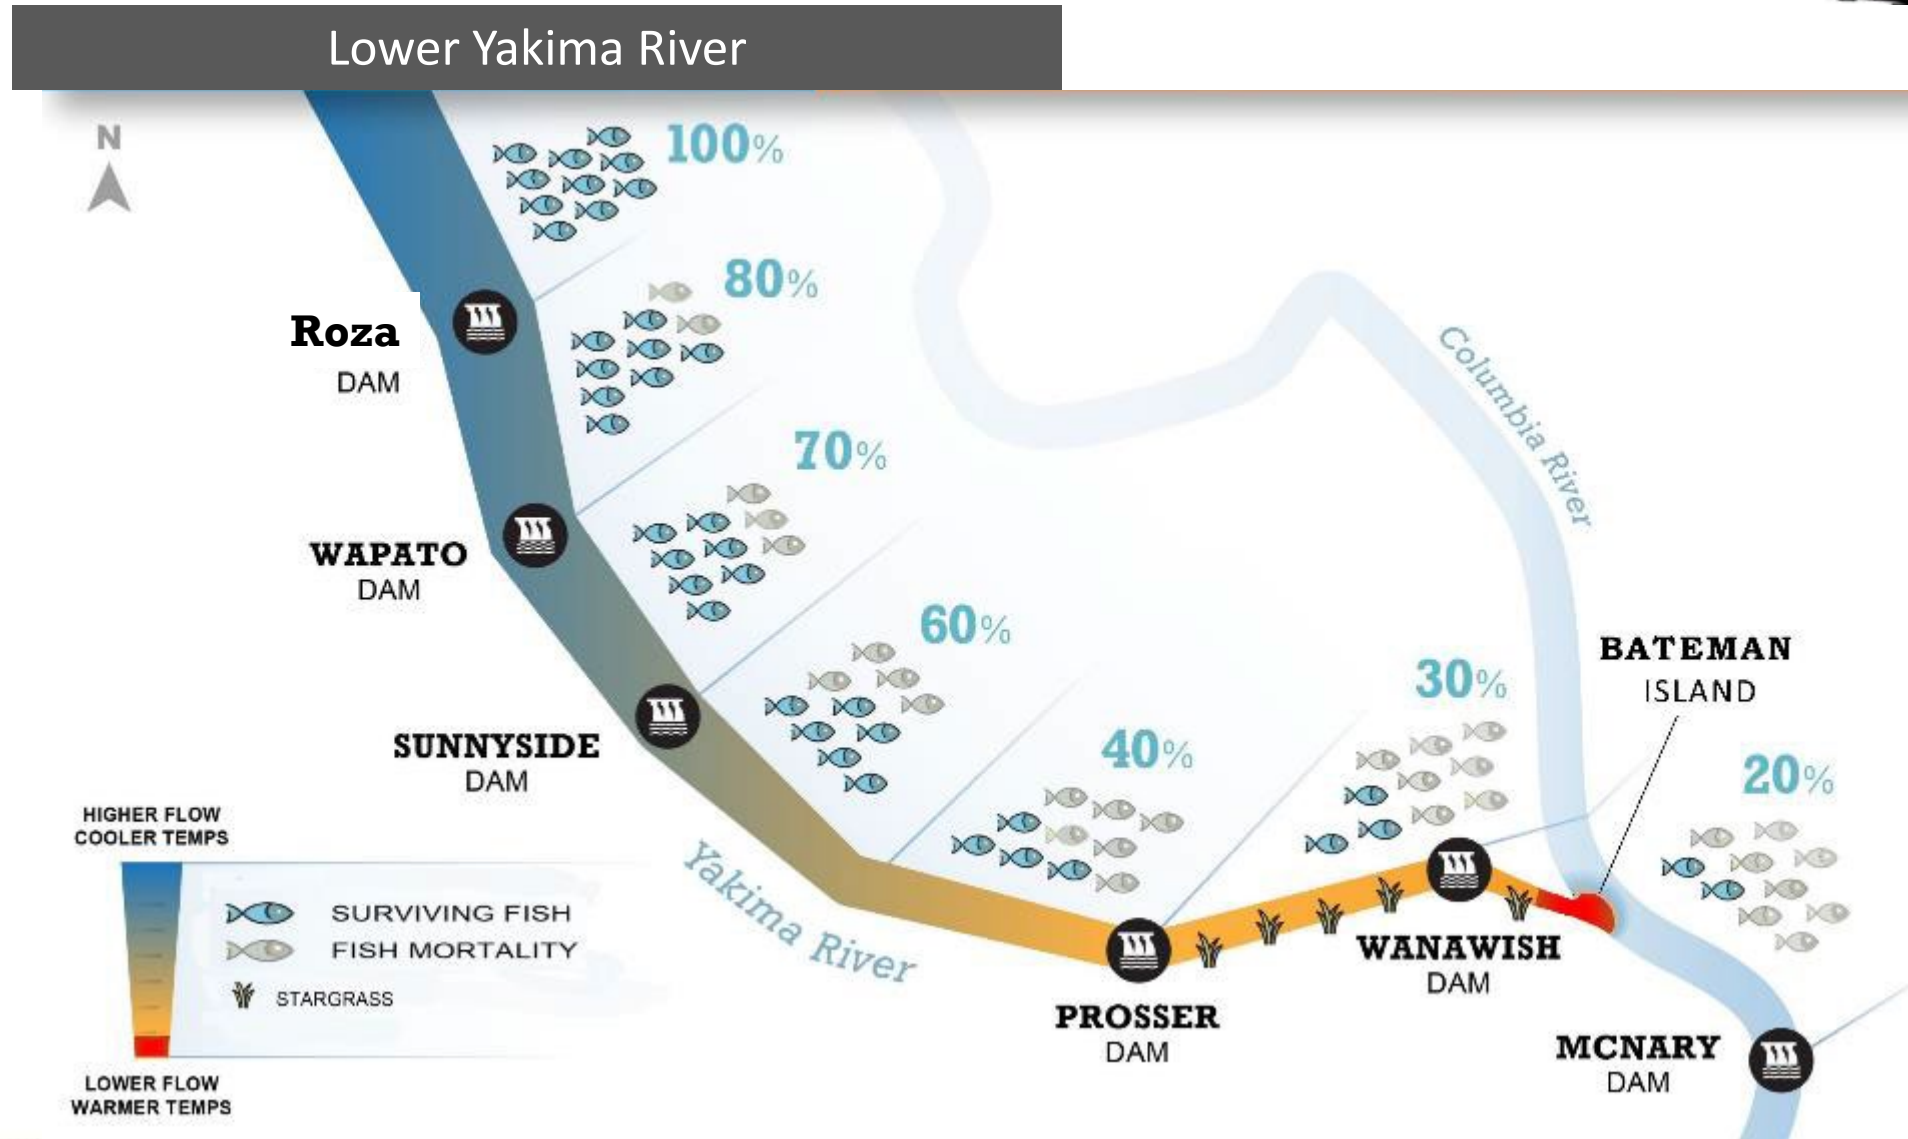 Lower Yakima River
N
100%
80%
Roza
DAM
Columbia River
70%
WAPATO
DAM
60%
BATEMAN
ISLAND
30%
SUNNYSIDE
DAM
40%
20%
HIGHER FLOW
COOLER TEMPS
Yakima River
SURVIVING FISH
FISH MORTALITY
STARGRASS
WANAWISH
DAM
PROSSER
DAM
MCNARY
DAM
LOWER FLOW
WARMER TEMPS